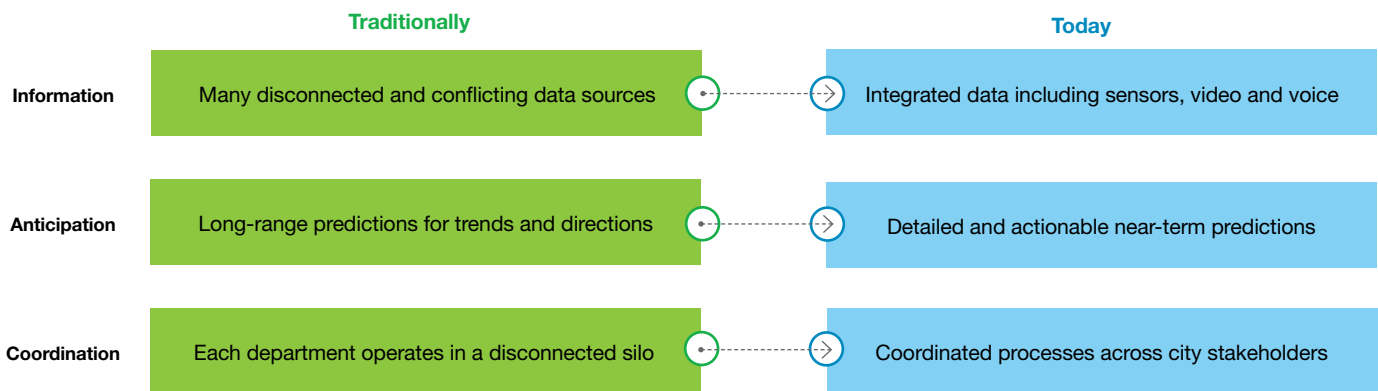 Traditionally
Today
Information
Many disconnected and conflicting data sources
Integrated data including sensors, video and voice
Anticipation
Long-range predictions for trends and directions
Detailed and actionable near-term predictions
Coordination
Each department operates in a disconnected silo
Coordinated processes across city stakeholders